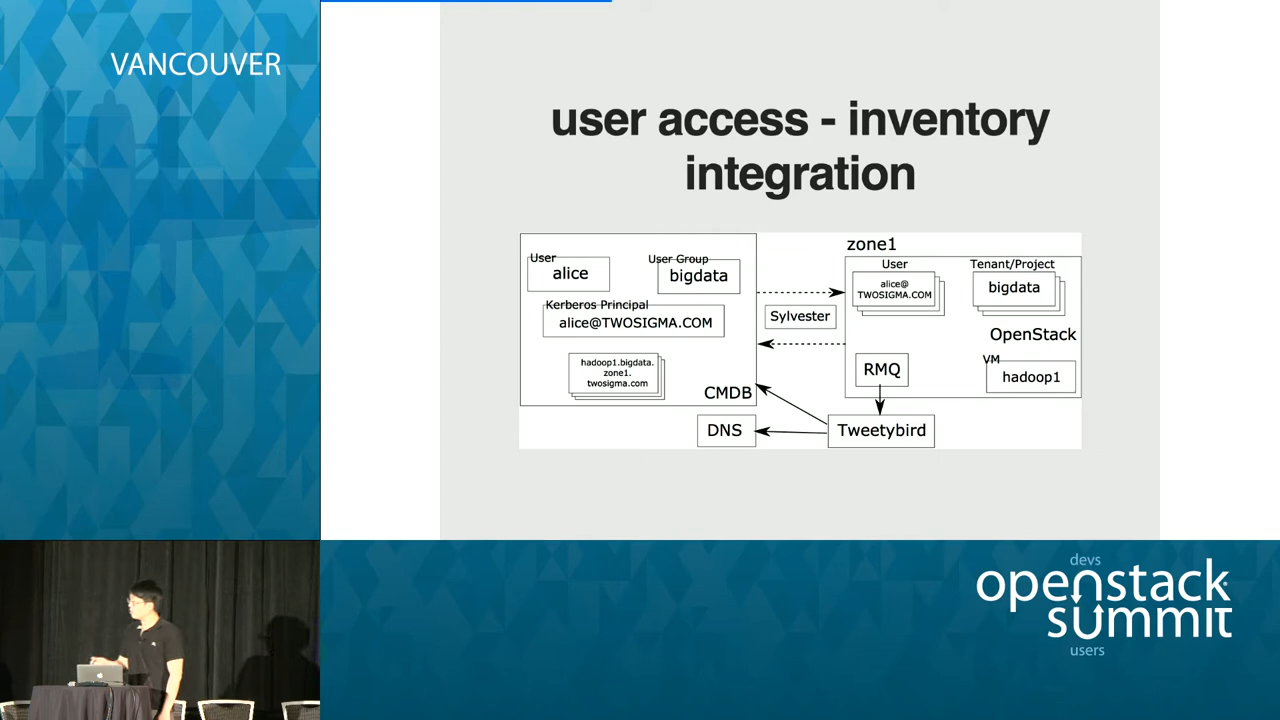 VANCOUVER
user access - inventory
integration
User
alice
User Group
bigdata
Kerberos Principal
alice@TWOSIGMA.COM
hadoop1.bigdata.
zone1.
twosigma.com
CMDB
Sylvester
zone1
User
alice@
TWOSIGMA.COM
Tenant/Project
bigdata
OpenStack
RMQ
VM
hadoop1
DNS
Tweetybird
devs
openstack
summit
users